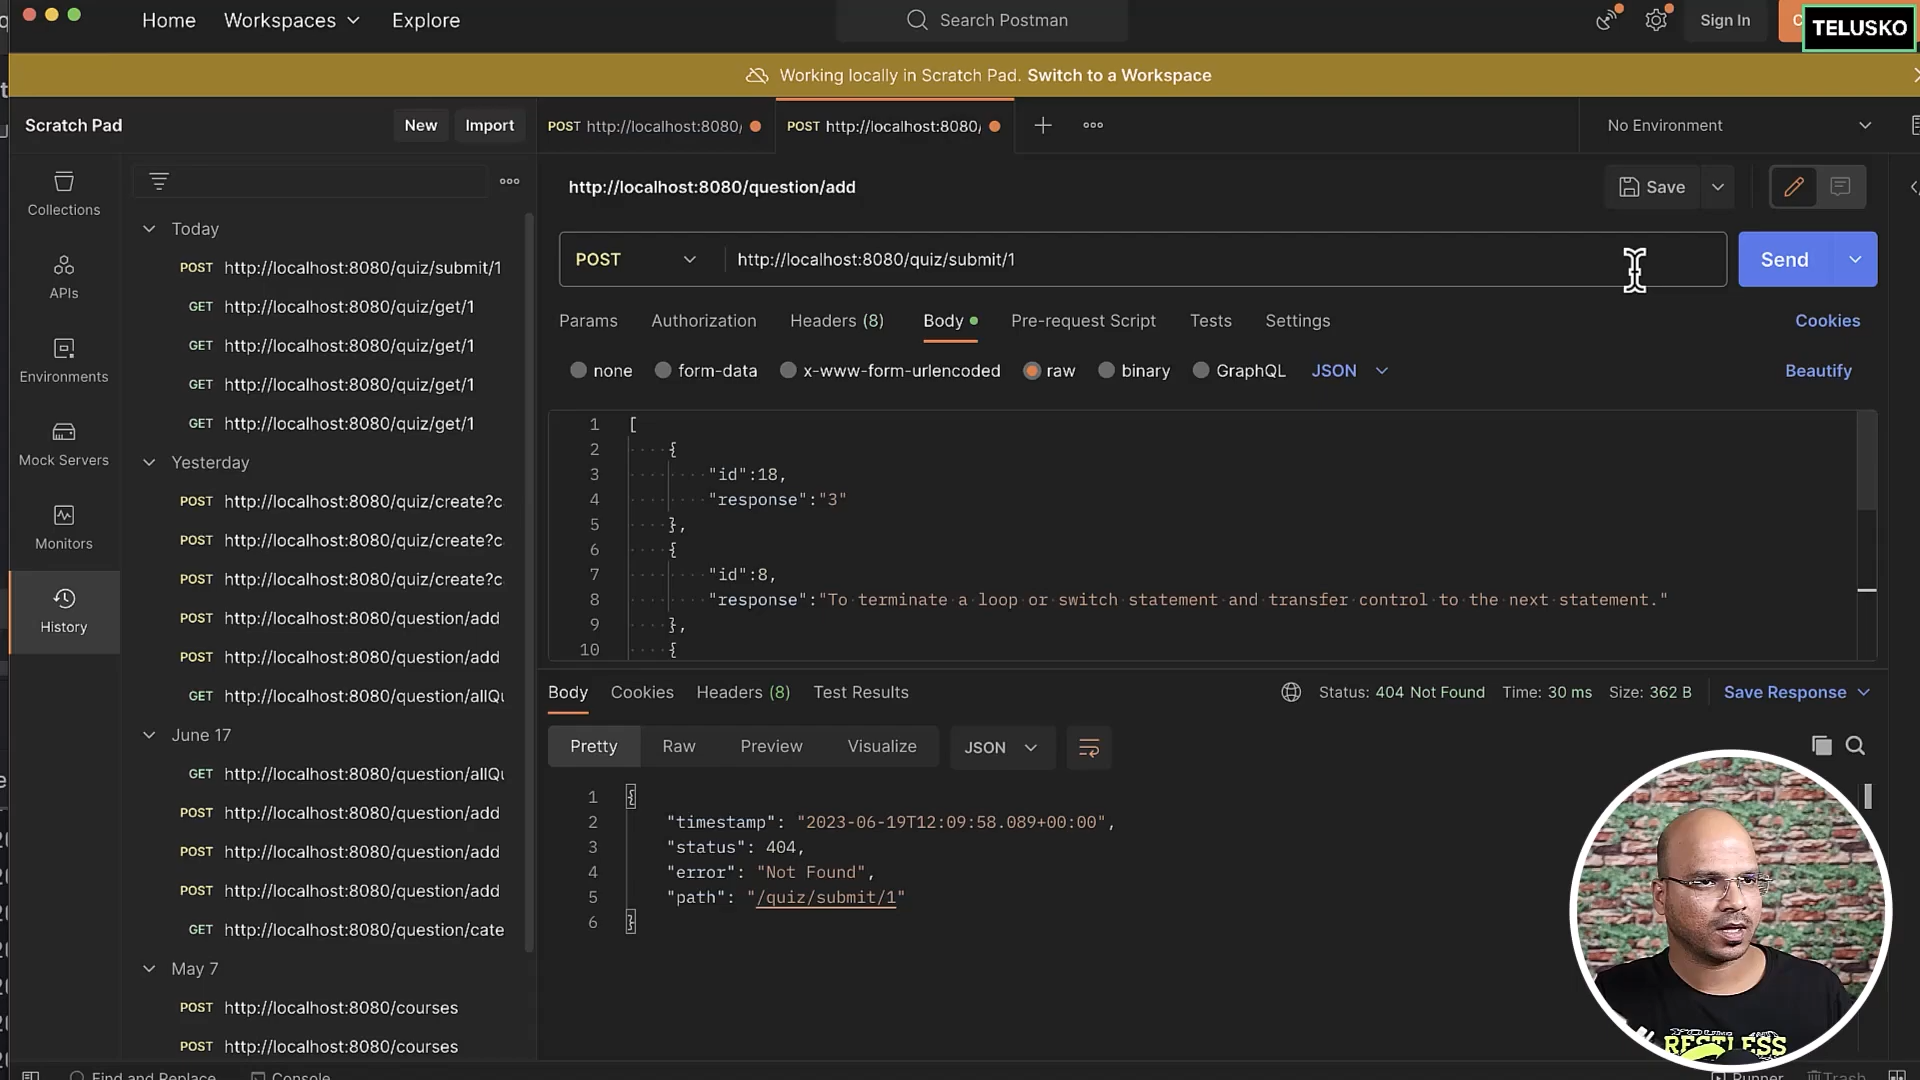 Home
Workspaces
Explore
Search Postman
Sign In
TELUSKO
Working locally in Scratch Pad. Switch to a Workspace
Scratch Pad
New
Import
POST http://localhost:8080/
POST http://localhost:8080/
No Environment
Collections
APIs
Environments
Mock Servers
Monitors
History
Today
POST http://localhost:8080/quiz/submit/1
GET http://localhost:8080/quiz/get/1
GET http://localhost:8080/quiz/get/1
GET http://localhost:8080/quiz/get/1
GET http://localhost:8080/quiz/get/1
Yesterday
POST http://localhost:8080/quiz/create?c
POST http://localhost:8080/quiz/create?c
POST http://localhost:8080/quiz/create?c
POST http://localhost:8080/question/add
POST http://localhost:8080/question/add
GET http://localhost:8080/question/allQu
June 17
GET http://localhost:8080/question/allQu
POST http://localhost:8080/question/add
POST http://localhost:8080/question/add
POST http://localhost:8080/question/add
GET http://localhost:8080/question/cate
May 7
POST http://localhost:8080/courses
POST http://localhost:8080/courses
http://localhost:8080/question/add
Save
POST
http://localhost:8080/quiz/submit/1
Send
Params
Authorization
Headers (8)
Body
Pre-request Script
Tests
Settings
Cookies
none
form-data
x-www-form-urlencoded
raw
binary
GraphQL
JSON
Beautify
1 [
2 {
3 "id":18,
4 "response":"3"
5 },
6 {
7 "id":8,
8 "response":"To terminate a loop or switch statement and transfer control to the next statement."
9 },
10 {
Body
Cookies
Headers (8)
Test Results
Status: 404 Not Found
Time: 30 ms
Size: 362 B
Save Response
Pretty
Raw
Preview
Visualize
JSON
1 {
2 "timestamp": "2023-06-19T12:09:58.089+00:00",
3 "status": 404,
4 "error": "Not Found",
5 "path": "/quiz/submit/1"
6 }
RESTLESS
Find and Replace
Console
Runner
Trash